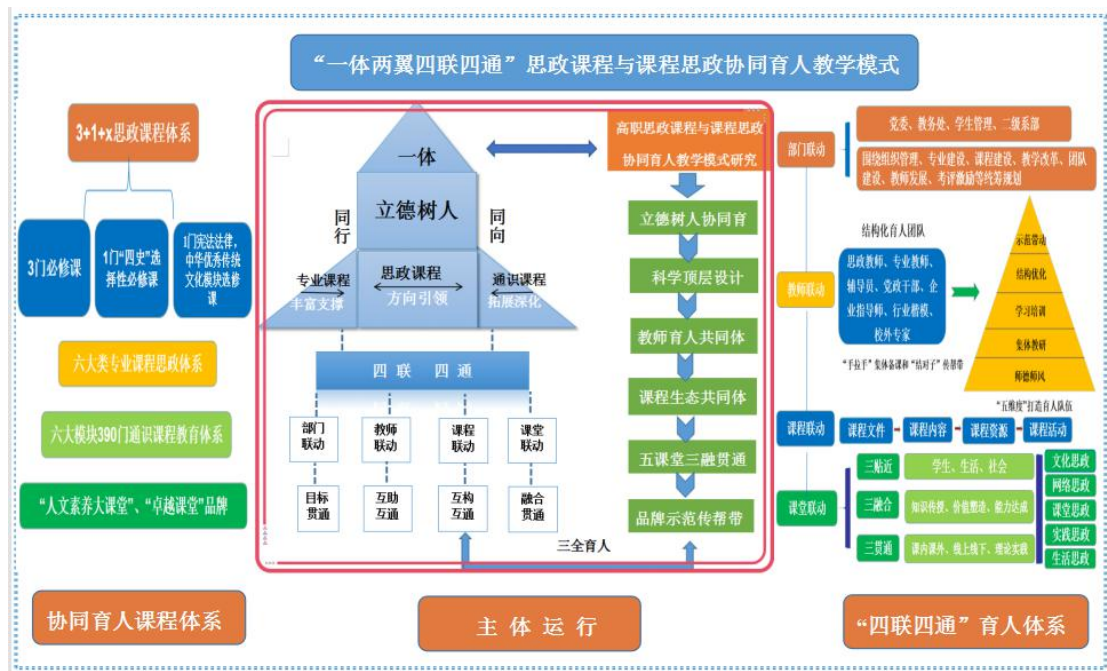 “一体两翼四联四通”思政课程与课程思政协同育人教学模式
3+1+x思政课程体系
3门必修课
1门“四史”选
择性必修课
1门宪法法律，
中华优秀传统
文化模块选修
课
六大类专业课程思政体系
六大模块390门通识课程教育体系
“人文素养大课堂”、“卓越课堂”品牌
协同育人课程体系
一体
立德树人
同行
同向
专业课程
丰富支撑
思政课程
方向引领
通识课程
拓展深化
四联 四通
部门
联动
教师
联动
课程
联动
课堂
联动
目标
贯通
互助
互通
互构
互通
融合
贯通
高职思政课程与课程思政
协同育人教学模式研究
立德树人协同育
科学顶层设计
教师育人共同体
课程生态共同体
五课堂三融贯通
品牌示范传帮带
三全育人
主体运行
部门联动
党委、教务处、学生管理、二级系部
围绕组织管理、专业建设、课程建设、教学改革、团队
建设、教师发展、考评激励等统筹规划
教师联动
结构化育人团队
思政教师、专业教师、
辅导员、党政干部、企
业指导师、行业楷模、
校外专家
“手拉手”集体备课和“结对子”传帮带
示范带动
结构优化
学习培训
集体教研
师德师风
“五维度”打造育人队伍
课程联动
课程文件
课程内容
课程资源
课程活动
课堂联动
三贴近
学生、生活、社会
三融合
知识传授、价值塑造、能力达成
三贯通
课内课外、线上线下、理论实践
文化思政
网络思政
课堂思政
实践思政
生活思政
“四联四通”育人体系